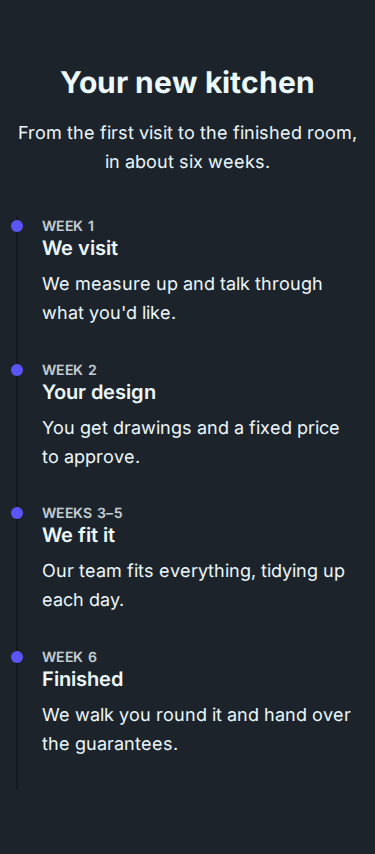 Your new kitchen
From the first visit to the finished room,
in about six weeks.
WEEK 1
We visit
We measure up and talk through
what you'd like.
WEEK 2
Your design
You get drawings and a fixed price
to approve.
WEEKS 3–5
We fit it
Our team fits everything, tidying up
each day.
WEEK 6
Finished
We walk you round it and hand over
the guarantees.